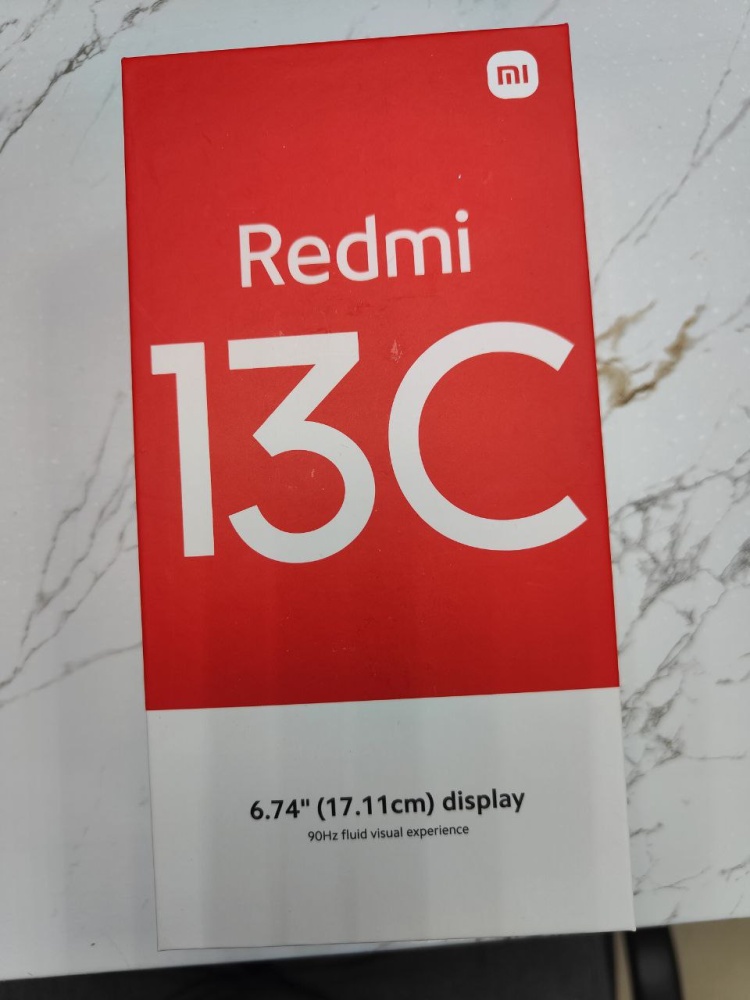 mi
Redmi
13C
6.74" (17.11cm) display
90Hz fluid visual experience